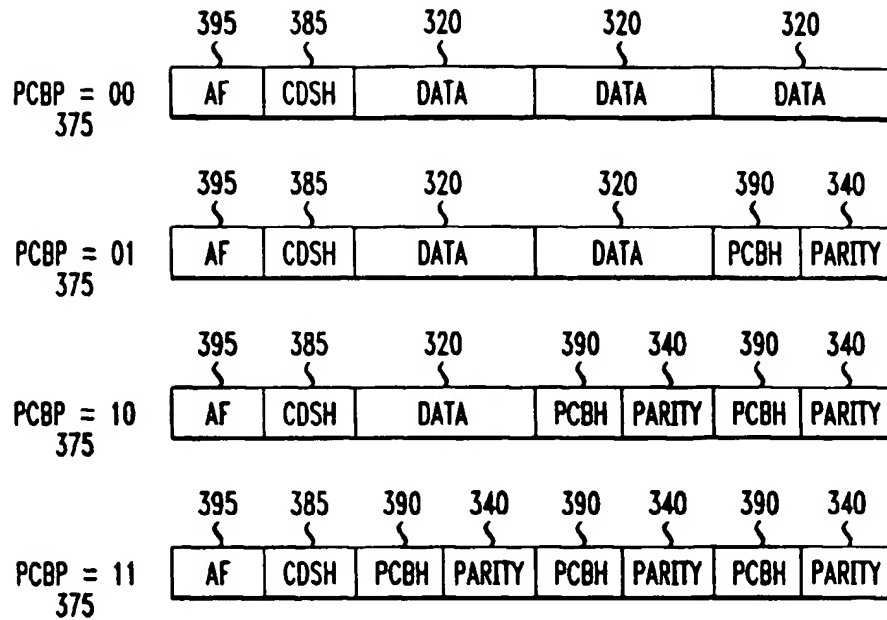 395 385 320 320 320
PCBP = 00 AF CDSH DATA DATA DATA
375
395 385 320 320 390 340
PCBP = 01 AF CDSH DATA DATA PCBH PARITY
375
395 385 320 390 340 390 340
PCBP = 10 AF CDSH DATA PCBH PARITY PCBH PARITY
375
395 385 390 340 390 340 390 340
PCBP = 11 AF CDSH PCBH PARITY PCBH PARITY PCBH PARITY
375